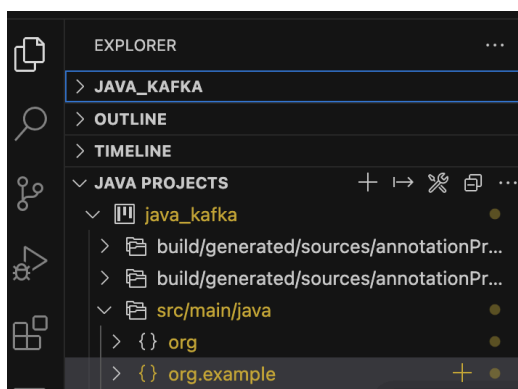 EXPLORER
JAVA_KAFKA
OUTLINE
TIMELINE
JAVA PROJECTS
java_kafka
build/generated/sources/annotationPr...
build/generated/sources/annotationPr...
src/main/java
{} org
{} org.example